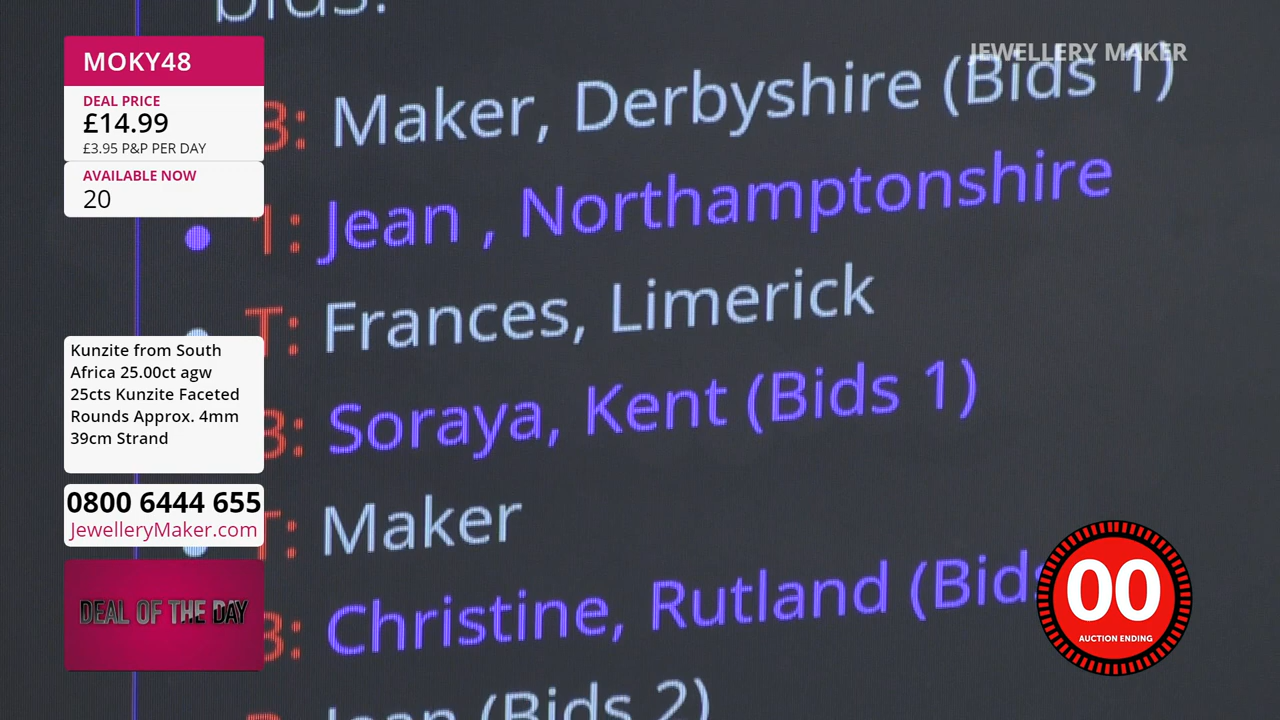 bids.
MOKY48
DEAL PRICE
£14.99
£3.95 P&P PER DAY
AVAILABLE NOW
20
JEWELLERY MAKER
B: Maker, Derbyshire (Bids 1)
1: Jean , Northamptonshire
T: Frances, Limerick
B: Soraya, Kent (Bids 1)
T: Maker
B: Christine, Rutland (Bids
(Bids 2)
Kunzite from South
Africa 25.00ct agw
25cts Kunzite Faceted
Rounds Approx. 4mm
39cm Strand
0800 6444 655
JewelleryMaker.com
DEAL OF THE DAY
00
AUCTION ENDING